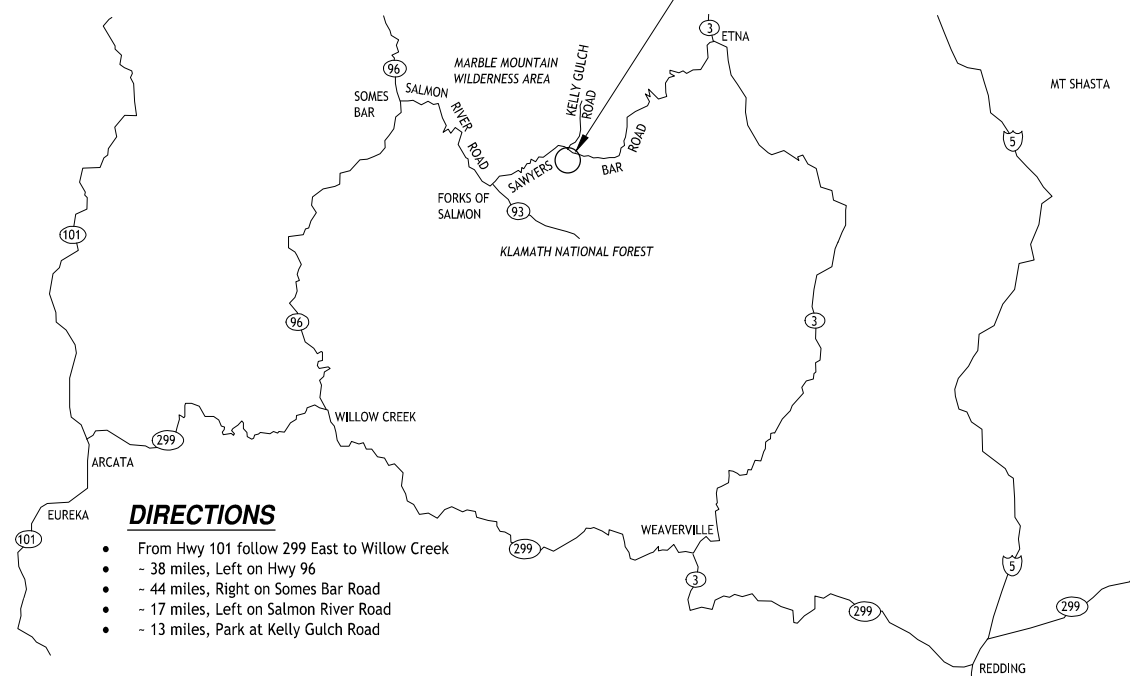 3
ETNA
MARBLE MOUNTAIN
WILDERNESS AREA
KELLY GULCH
ROAD
96
SALMON
RIVER
ROAD
SOMES
BAR
MT SHASTA
5
SAWYERS
BAR
ROAD
FORKS OF
SALMON
93
KLAMATH NATIONAL FOREST
101
96
3
WILLOW CREEK
299
ARCATA
EUREKA
101
WEAVERVILLE
299
3
299
5
299
REDDING
DIRECTIONS
• From Hwy 101 follow 299 East to Willow Creek
• ~ 38 miles, Left on Hwy 96
• ~ 44 miles, Right on Somes Bar Road
• ~ 17 miles, Left on Salmon River Road
• ~ 13 miles, Park at Kelly Gulch Road